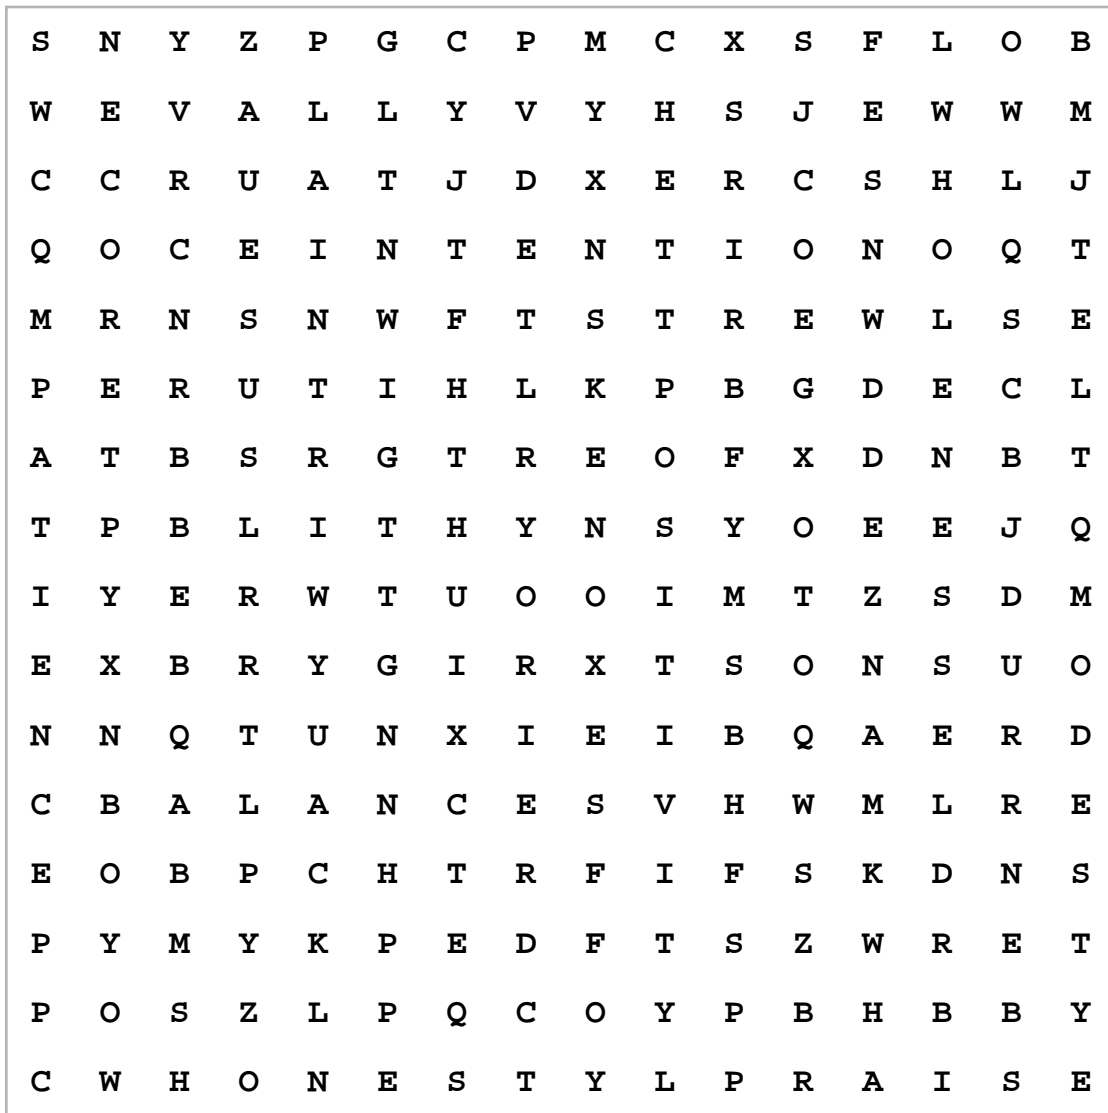 S N Y Z P G C P M C X S F L O B
W E V A L L Y V Y H S J E W W M
C C R U A T J D X E R C S H L J
Q O C E I N T E N T I O N O Q T
M R N S N W F T S T R E W L S E
P E R U T I H L K P B G D E C L
A T B S R G T R E O F X D N B T
T P B L I T H Y N S Y O E E J Q
I Y E R W T U O O I M T Z S D M
E X B R Y G I R X T S O N S U O
N N Q T U N X I E I B Q A E R D
C B A L A N C E S V H W M L R E
E O B P C H T R F I F S K D N S
P Y M Y K P E D F T S Z W R E T
P O S Z L P Q C O Y P B H B B Y
C W H O N E S T Y L P R A I S E